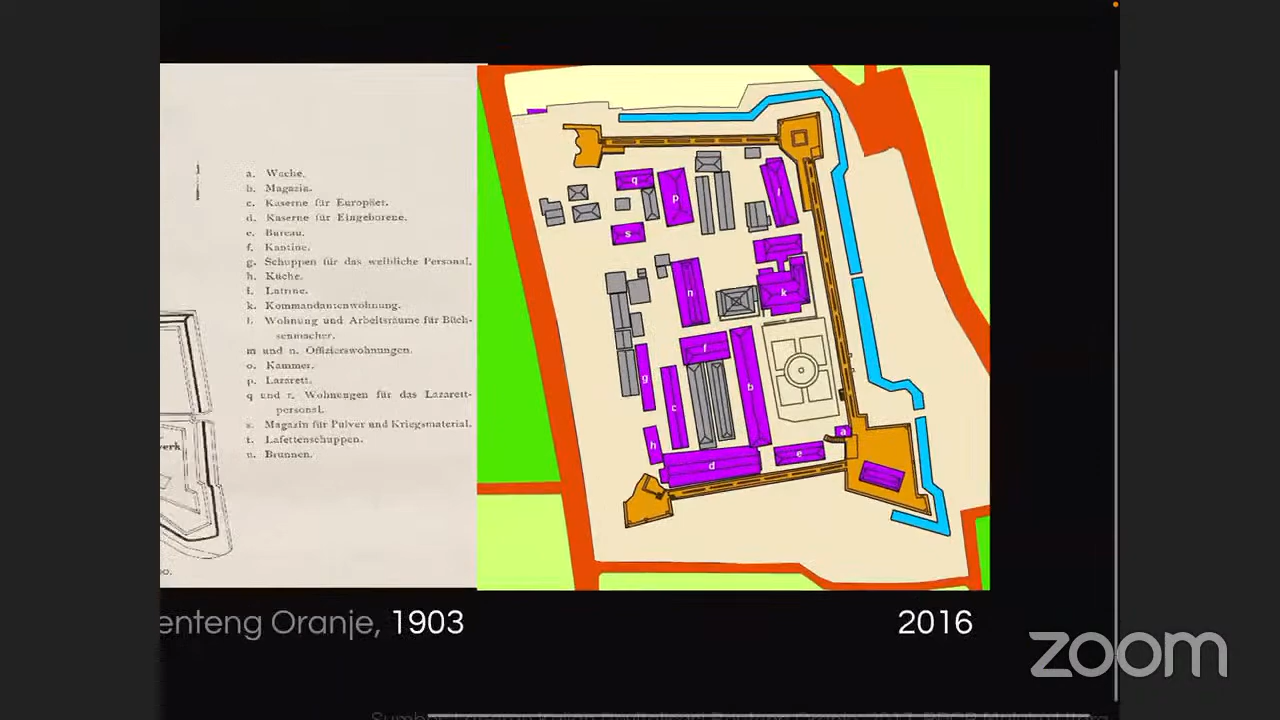 a. Wache.
b. Magazin.
c. Kaserne für Europäer.
d. Kaserne für Eingeborene.
e. Bureau.
f. Kantine.
g. Schuppen für das weibliche Personal.
h. Küche.
i. Latrine.
k. Kommandantenwohnung.
l. Wohnung und Arbeitsräume für Büch-
senmacher.
m und n. Offizierswohnungen.
o. Kammer.
p. Lazarett.
q und r. Wohnungen für das Lazarett-
personal.
s. Magazin für Pulver und Kriegsmaterial.
t. Lafettenschuppen.
u. Brunnen.
werk
q
p
l
s
n
k
f
g
b
c
a
h
d
e
enteng Oranje, 1903
2016
zoom